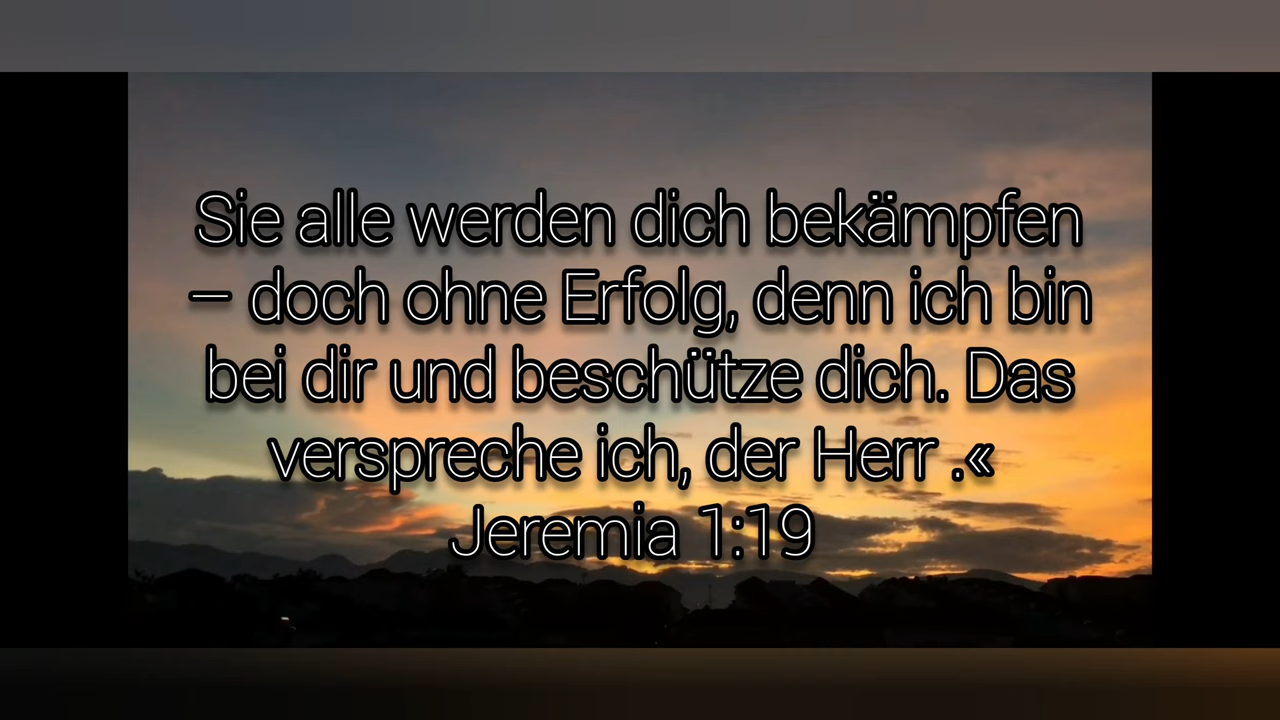 Sie alle werden dich bekämpfen
– doch ohne Erfolg, denn ich bin
bei dir und beschütze dich. Das
verspreche ich, der Herr .«
Jeremia 1:19